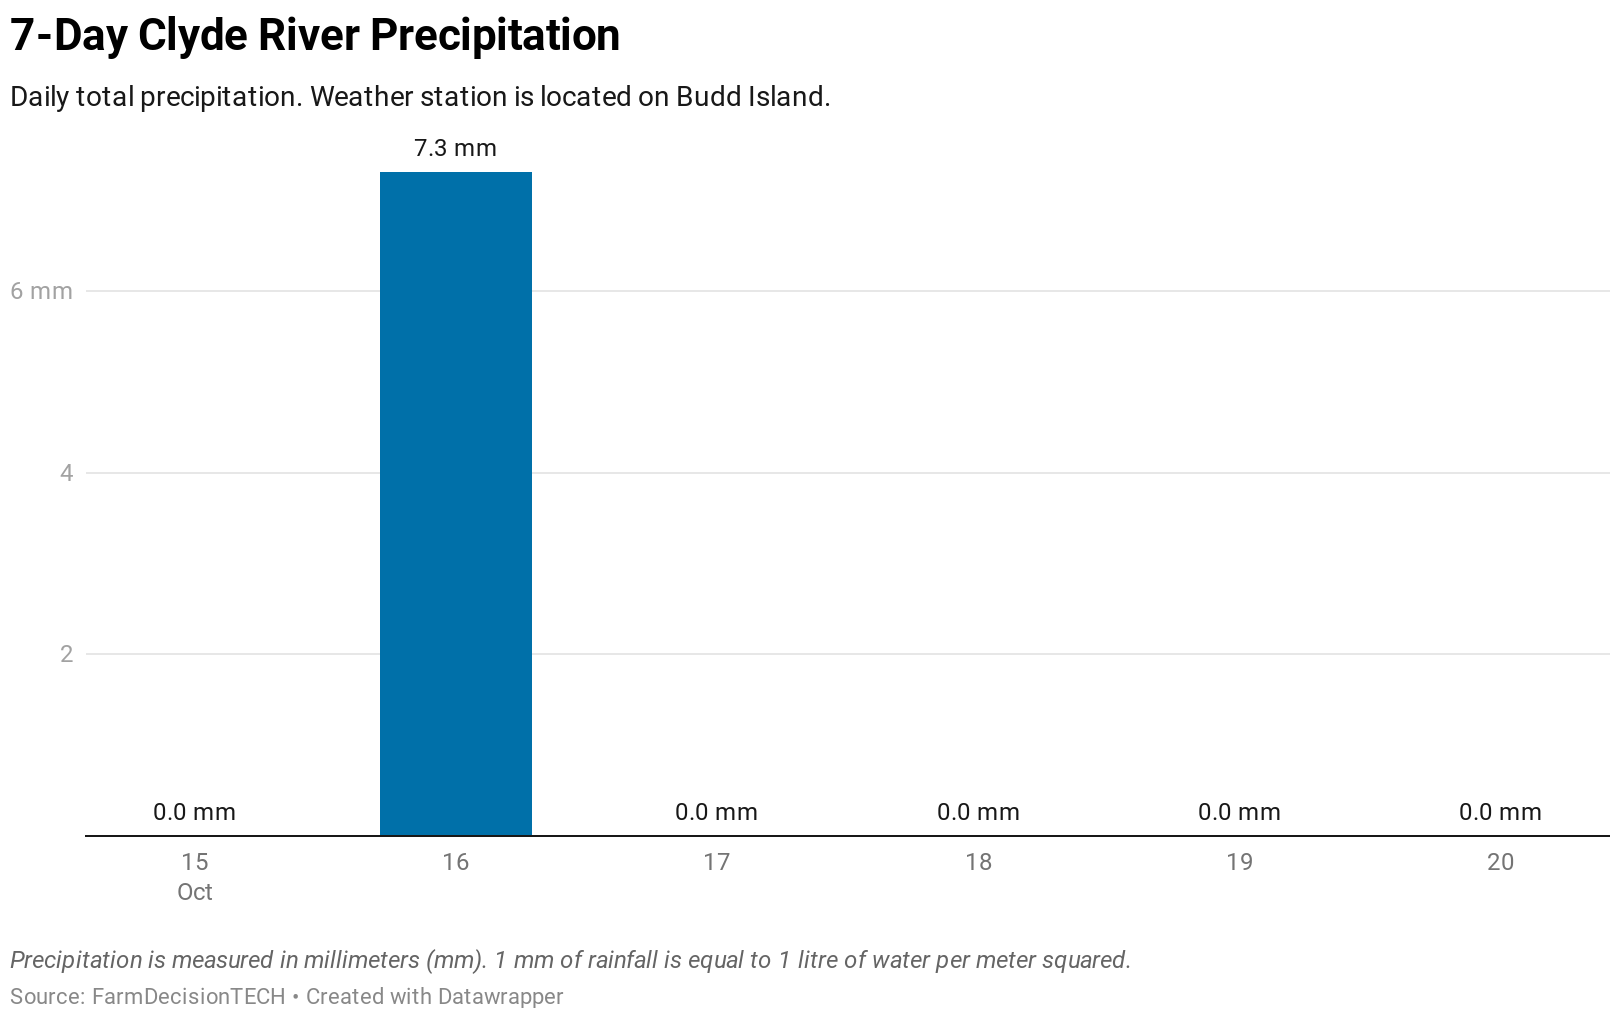 7-Day Clyde River Precipitation
Daily total precipitation. Weather station is located on Budd Island.
7.3 mm
6 mm
4
2
0.0 mm
0.0 mm
0.0 mm
0.0 mm
0.0 mm
15
16
17
18
19
20
Oct
Precipitation is measured in millimeters (mm). 1 mm of rainfall is equal to 1 litre of water per meter squared.
Source: FarmDecisionTECH • Created with Datawrapper